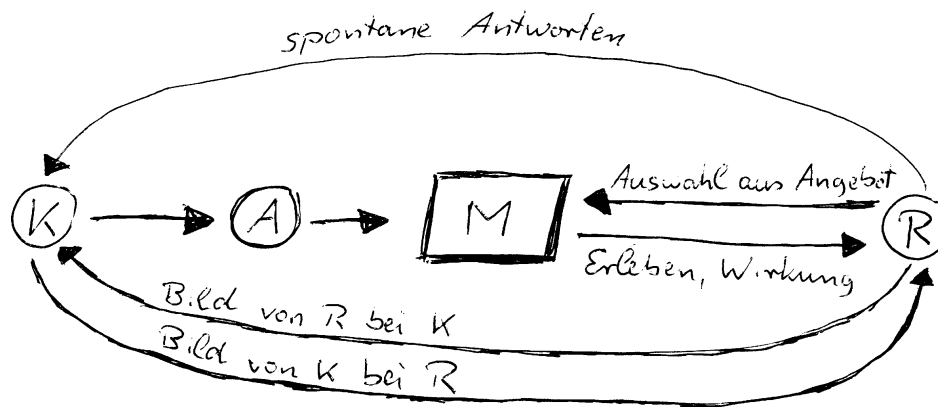 spontane Antworten
Auswahl aus Angebot
K
A
M
R
Erleben, Wirkung
Bild von R bei K
Bild von K bei R